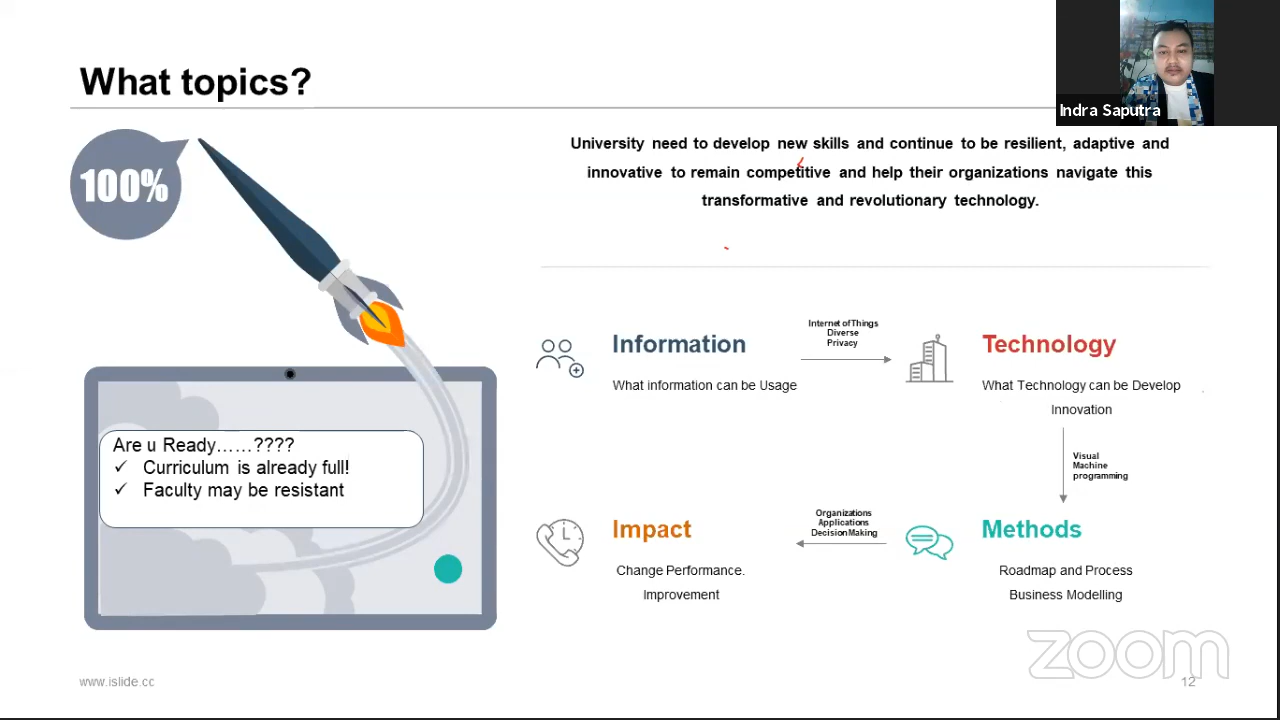 What topics?
Indra Saputra
100%
University need to develop new skills and continue to be resilient, adaptive and
innovative to remain competitive and help their organizations navigate this
transformative and revolutionary technology.
Information
What information can be Usage
Internet of Things
Diverse
Privacy
Technology
What Technology can be Develop
Innovation
Visual
Machine
programming
Are u Ready……????
✓ Curriculum is already full!
✓ Faculty may be resistant
Impact
Change Performance.
Improvement
Organizations
Applications
Decision Making
Methods
Roadmap and Process
Business Modelling
zoom
www.islide.cc
12